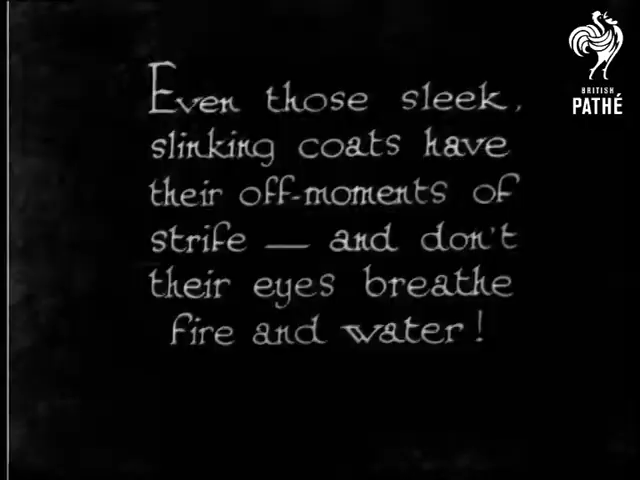 BRITISH
PATHÉ
Even those sleek,
slinking coats have
their off-moments of
strife — and don't
their eyes breathe
fire and water!